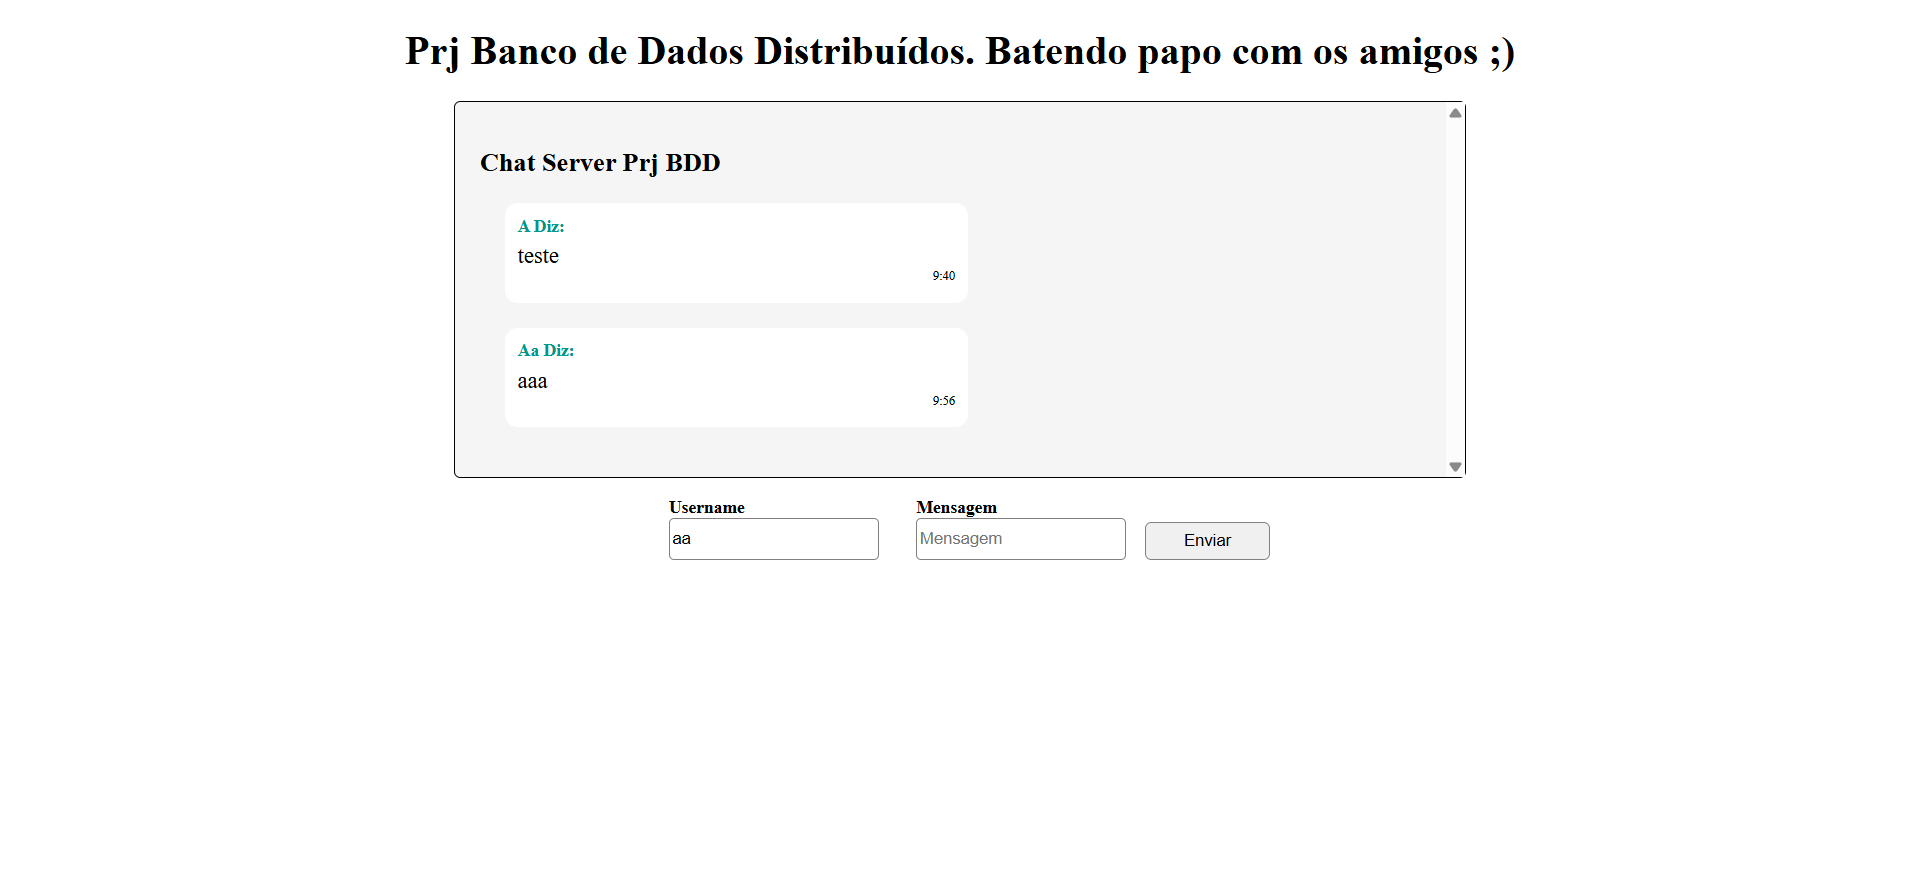 Prj Banco de Dados Distribuídos. Batendo papo com os amigos ;)
Chat Server Prj BDD
A Diz:
teste
9:40
Aa Diz:
aaa
9:56
Username
Mensagem
aa
Mensagem
Enviar